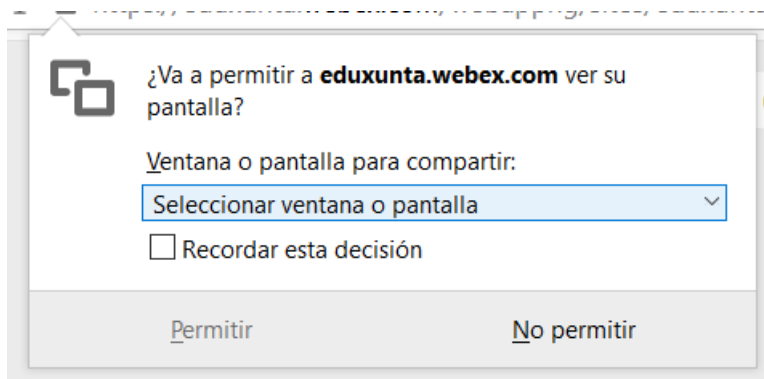 ¿Va a permitir a eduxunta.webex.com ver su
pantalla?
Ventana o pantalla para compartir:
Seleccionar ventana o pantalla
Recordar esta decisión
Permitir
No permitir